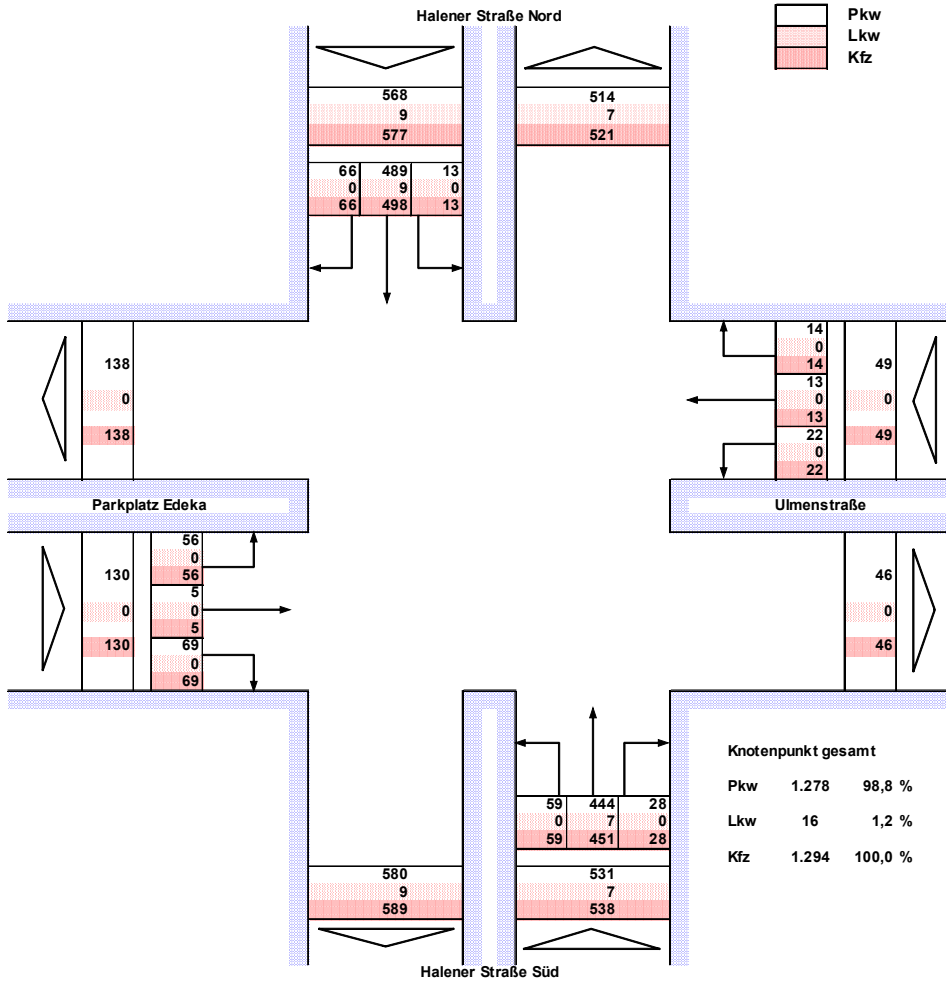 Halener Straße Nord
Pkw
Lkw
Kfz
568
9
577
514
7
521
66 489 13
0 9 0
66 498 13
138
0
138
14
0
14
13
0
13
22
0
22
49
0
49
Parkplatz Edeka
Ulmenstraße
130
0
130
56
0
56
5
0
5
69
0
69
46
0
46
59 444 28
0 7 0
59 451 28
580
9
589
531
7
538
Knotenpunkt gesamt
Pkw 1.278 98,8 %
Lkw 16 1,2 %
Kfz 1.294 100,0 %
Halener Straße Süd